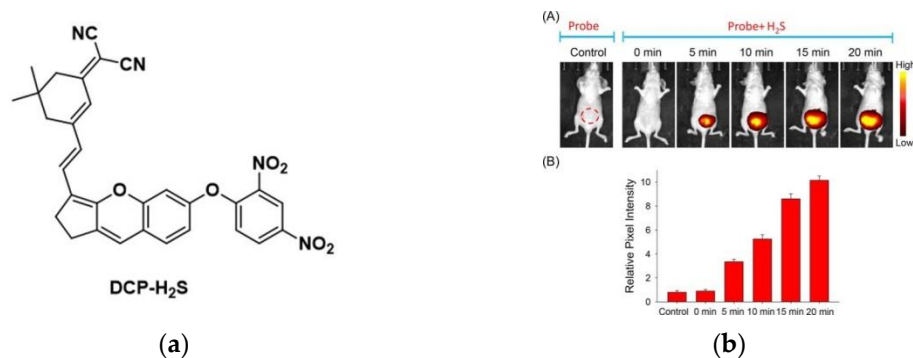 CN
CN
NO₂
O
O
NO₂
DCP-H₂S
(a)
(A)
Probe
Probe+ H₂S
Control 0 min 5 min 10 min 15 min 20 min
High
Low
(B)
Relative Pixel Intensity
10
8
6
4
2
0
Control 0 min 5 min 10 min 15 min 20 min
(b)